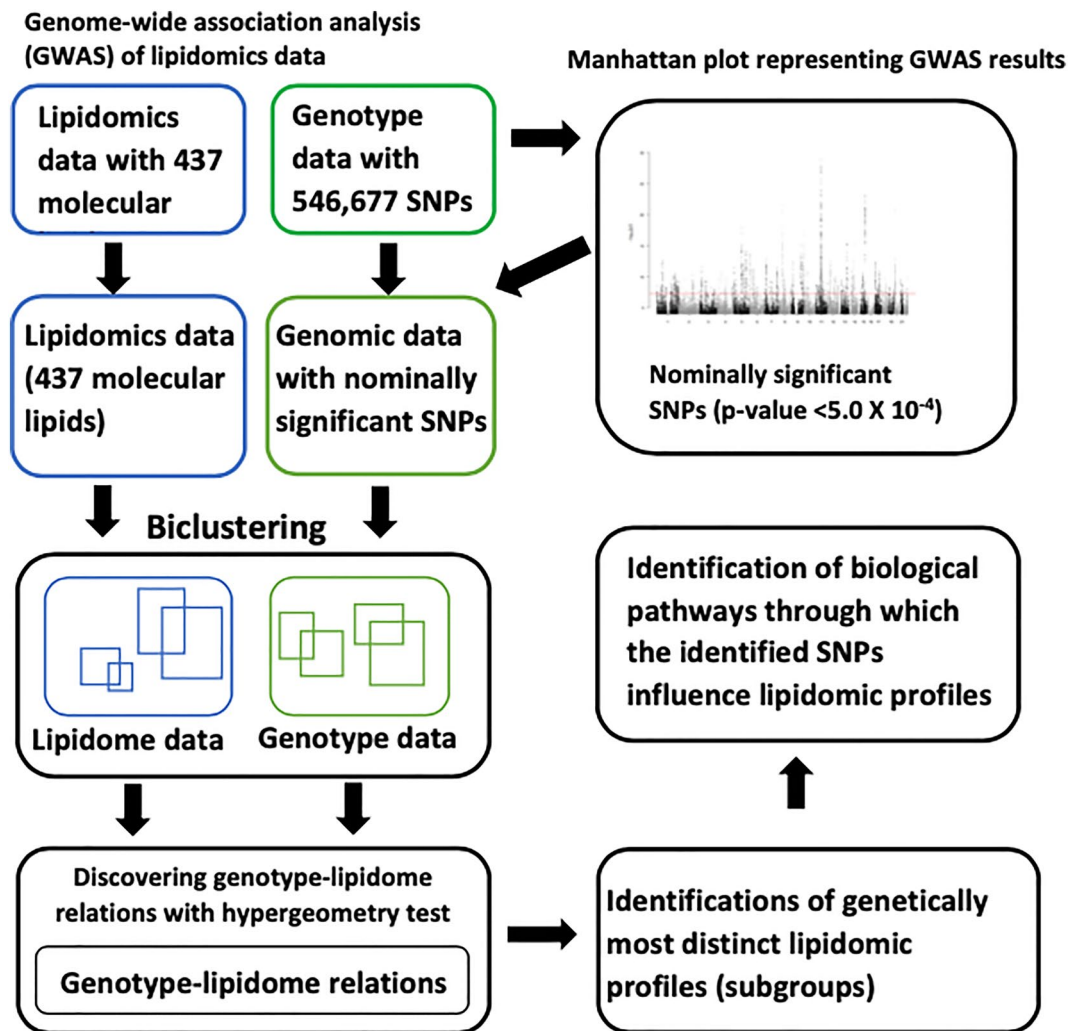 Genome-wide association analysis
(GWAS) of lipidomics data
Manhattan plot representing GWAS results
Lipidomics
data with 437
molecular
Genotype
data with
546,677 SNPs
Nominally significant
SNPs (p-value <5.0 X 10⁻⁴)
Lipidomics data
(437 molecular
lipids)
Genomic data
with nominally
significant SNPs
Biclustering
Lipidome data
Genotype data
Discovering genotype-lipidome
relations with hypergeometry test
Genotype-lipidome relations
Identifications of genetically
most distinct lipidomic
profiles (subgroups)
Identification of biological
pathways through which
the identified SNPs
influence lipidomic profiles